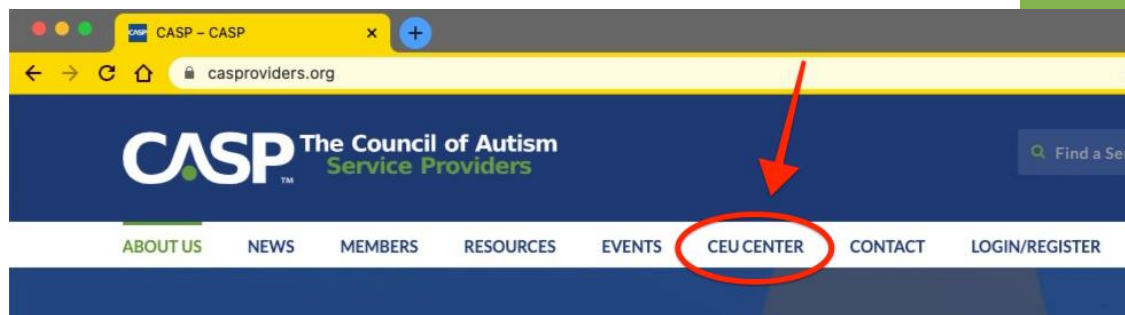 CASP CASP – CASP
casproviders.org
CASP™ The Council of Autism
Service Providers
Find a Se
ABOUT US NEWS MEMBERS RESOURCES EVENTS CEU CENTER CONTACT LOGIN/REGISTER